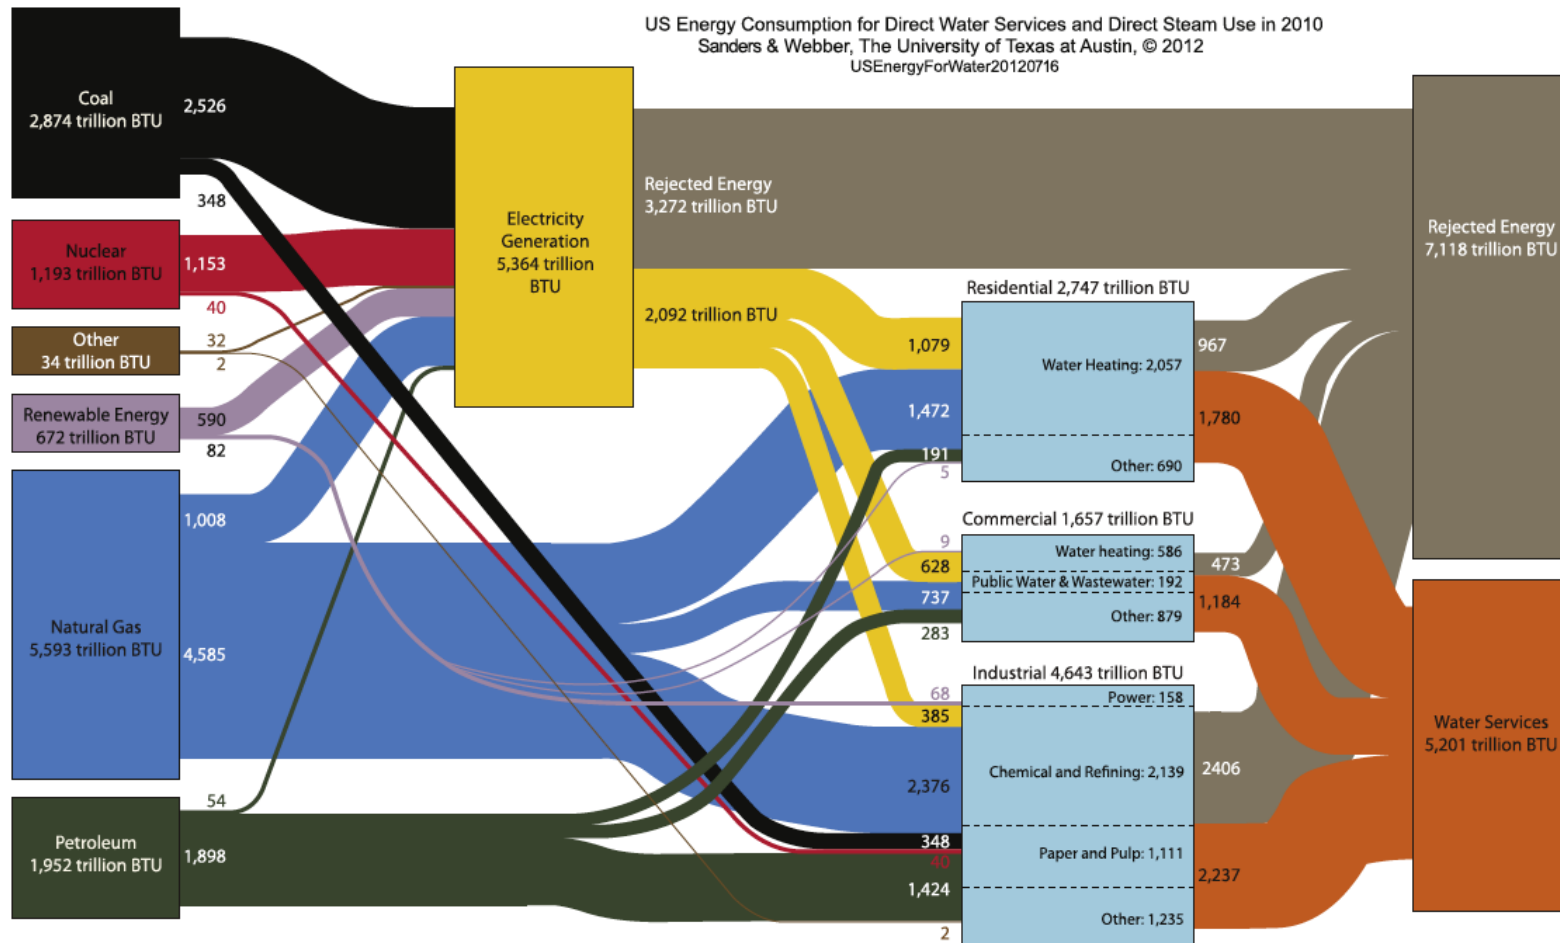 US Energy Consumption for Direct Water Services and Direct Steam Use in 2010
Sanders & Webber, The University of Texas at Austin, © 2012
USEnergyForWater20120716
Coal
2,874 trillion BTU
2,526
348
Nuclear
1,193 trillion BTU
1,153
40
Other
34 trillion BTU
32
2
Renewable Energy
672 trillion BTU
590
82
Natural Gas
5,593 trillion BTU
1,008
4,585
Petroleum
1,952 trillion BTU
54
1,898
Electricity
Generation
5,364 trillion
BTU
Rejected Energy
3,272 trillion BTU
2,092 trillion BTU
Residential 2,747 trillion BTU
1,079
1,472
191
5
Water Heating: 2,057
Other: 690
967
1,780
Commercial 1,657 trillion BTU
9
628
737
283
Water heating: 586
Public Water & Wastewater: 192
Other: 879
473
1,184
Industrial 4,643 trillion BTU
68
385
2,376
348
40
1,424
2
Power: 158
Chemical and Refining: 2,139
Paper and Pulp: 1,111
Other: 1,235
2406
2,237
Rejected Energy
7,118 trillion BTU
Water Services
5,201 trillion BTU